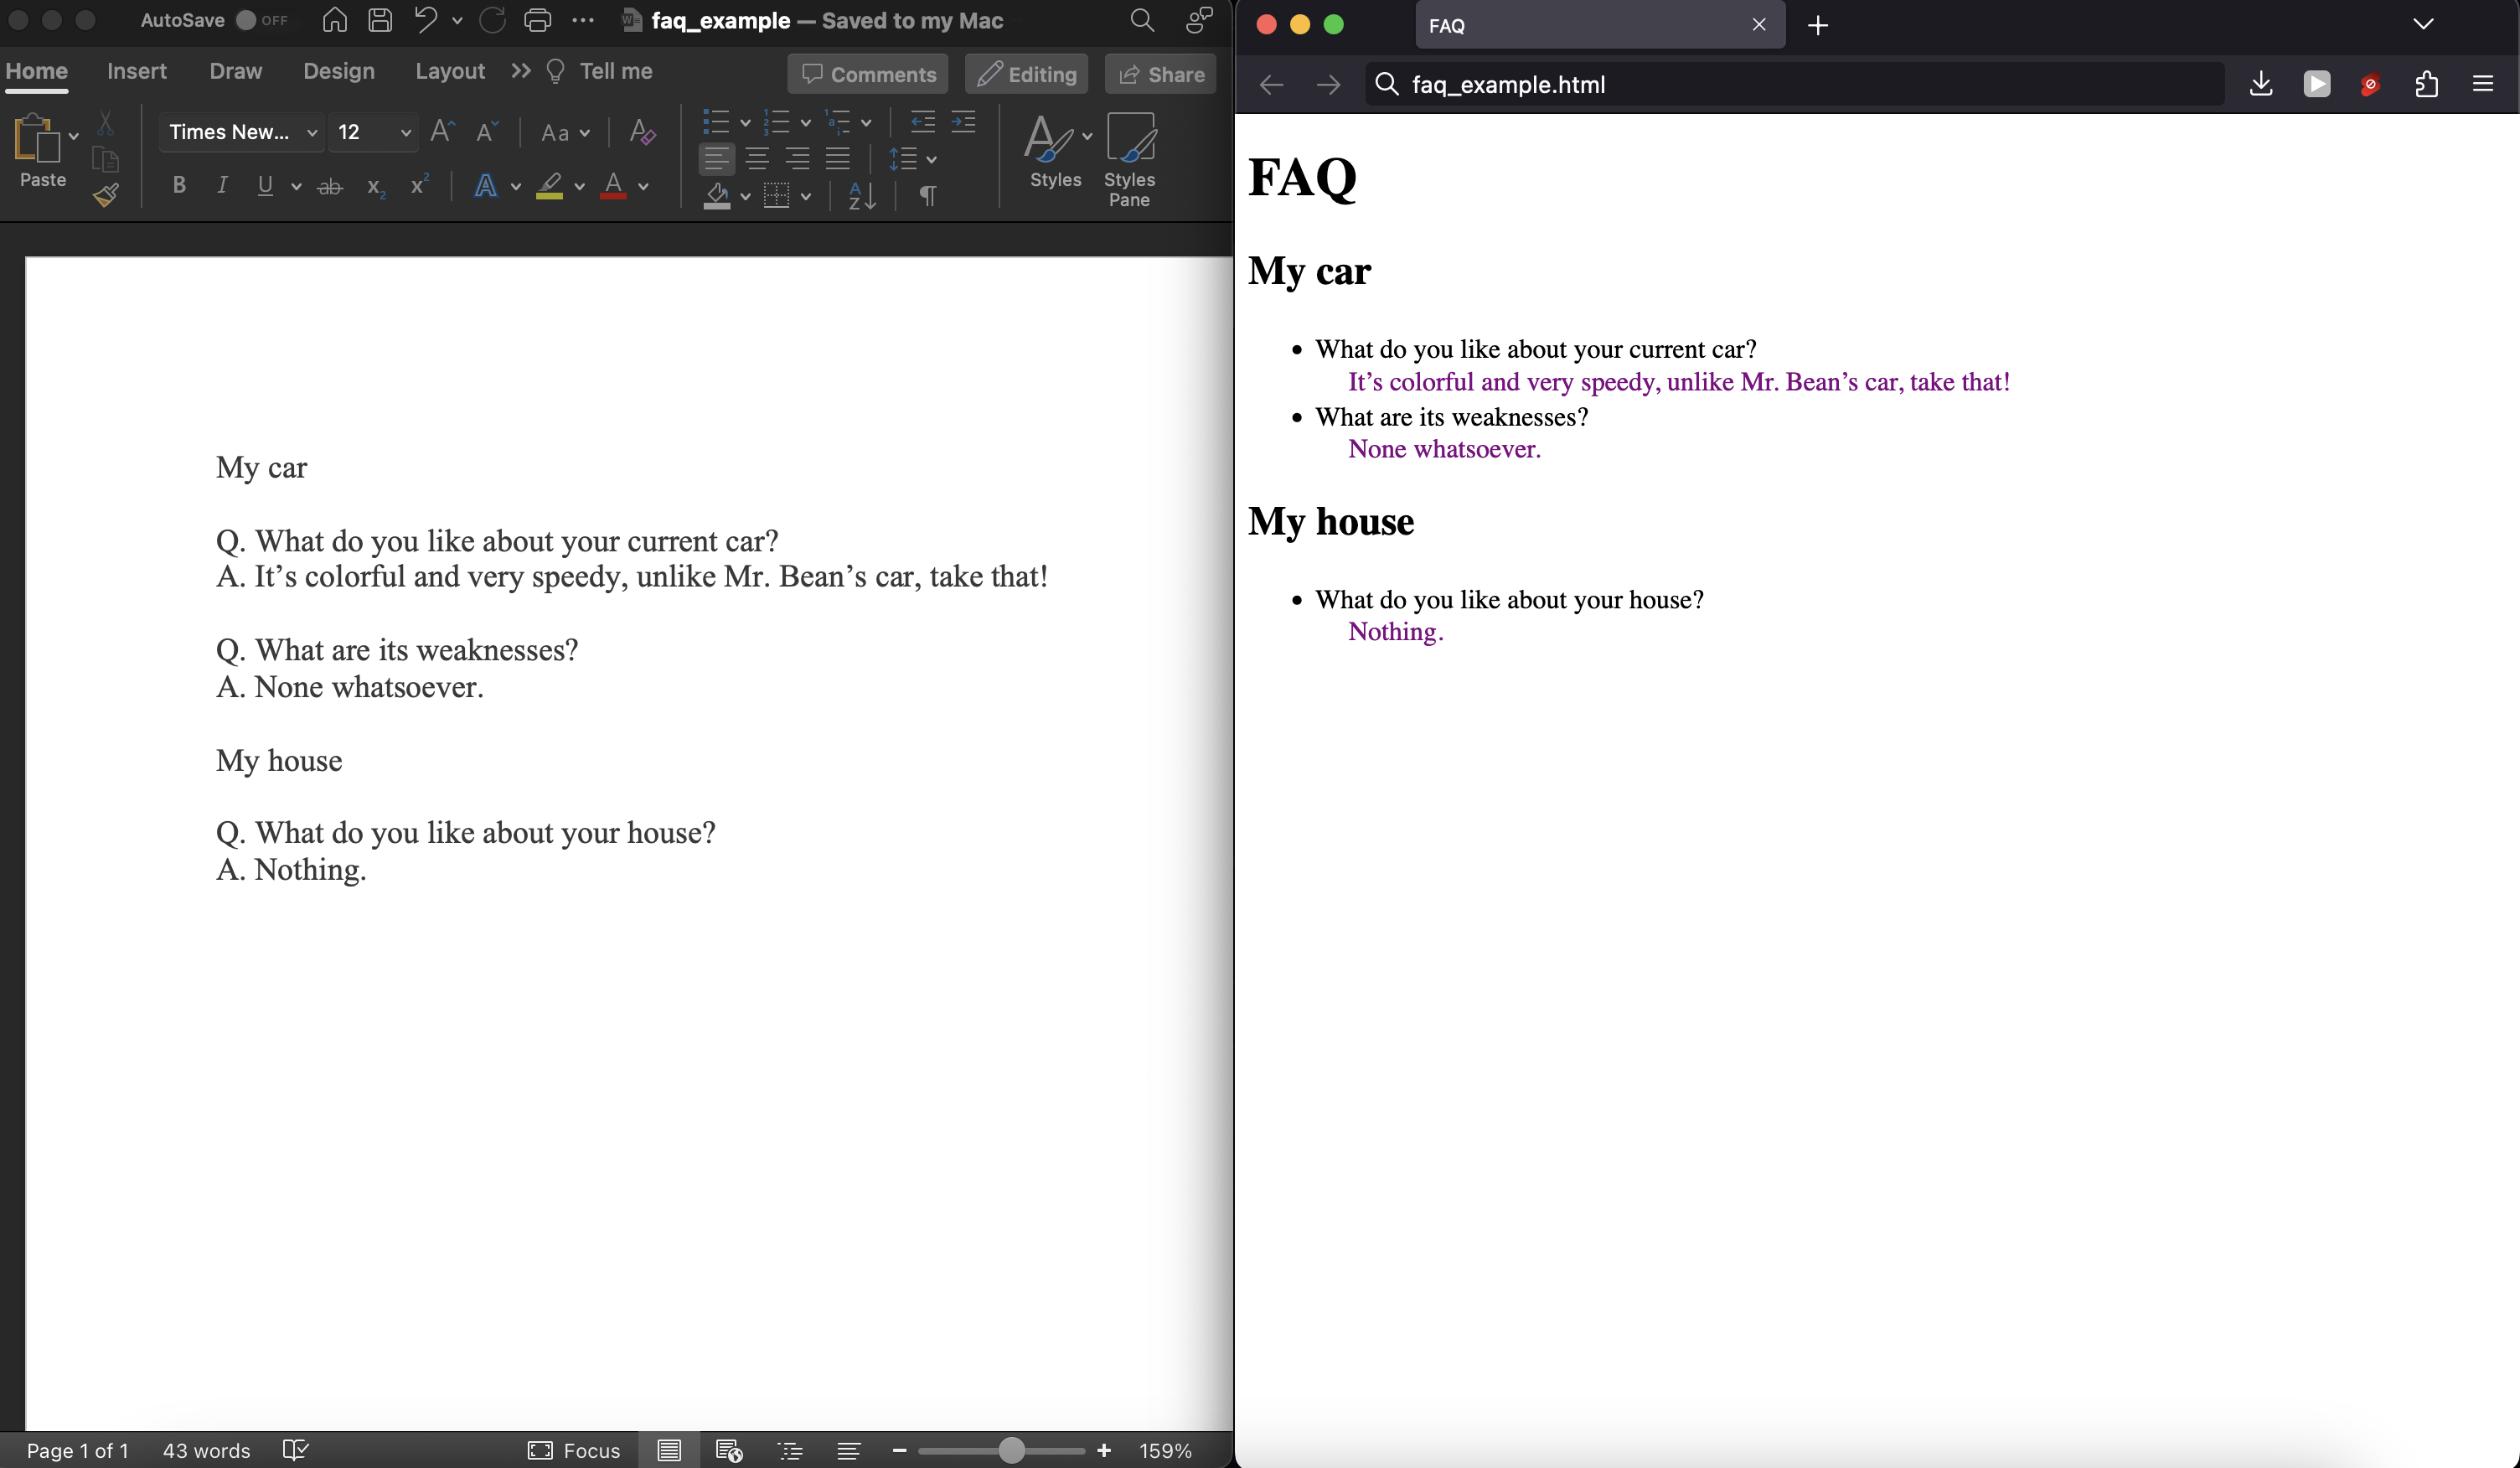 AutoSave OFF
faq_example — Saved to my Mac
Home Insert Draw Design Layout Tell me
Comments Editing Share
Paste
Times New... 12
Styles
Styles Pane
My car
Q. What do you like about your current car?
A. It’s colorful and very speedy, unlike Mr. Bean’s car, take that!
Q. What are its weaknesses?
A. None whatsoever.
My house
Q. What do you like about your house?
A. Nothing.
Page 1 of 1 43 words Focus 159%
FAQ
faq_example.html
FAQ
My car
• What do you like about your current car?
It’s colorful and very speedy, unlike Mr. Bean’s car, take that!
• What are its weaknesses?
None whatsoever.
My house
• What do you like about your house?
Nothing.